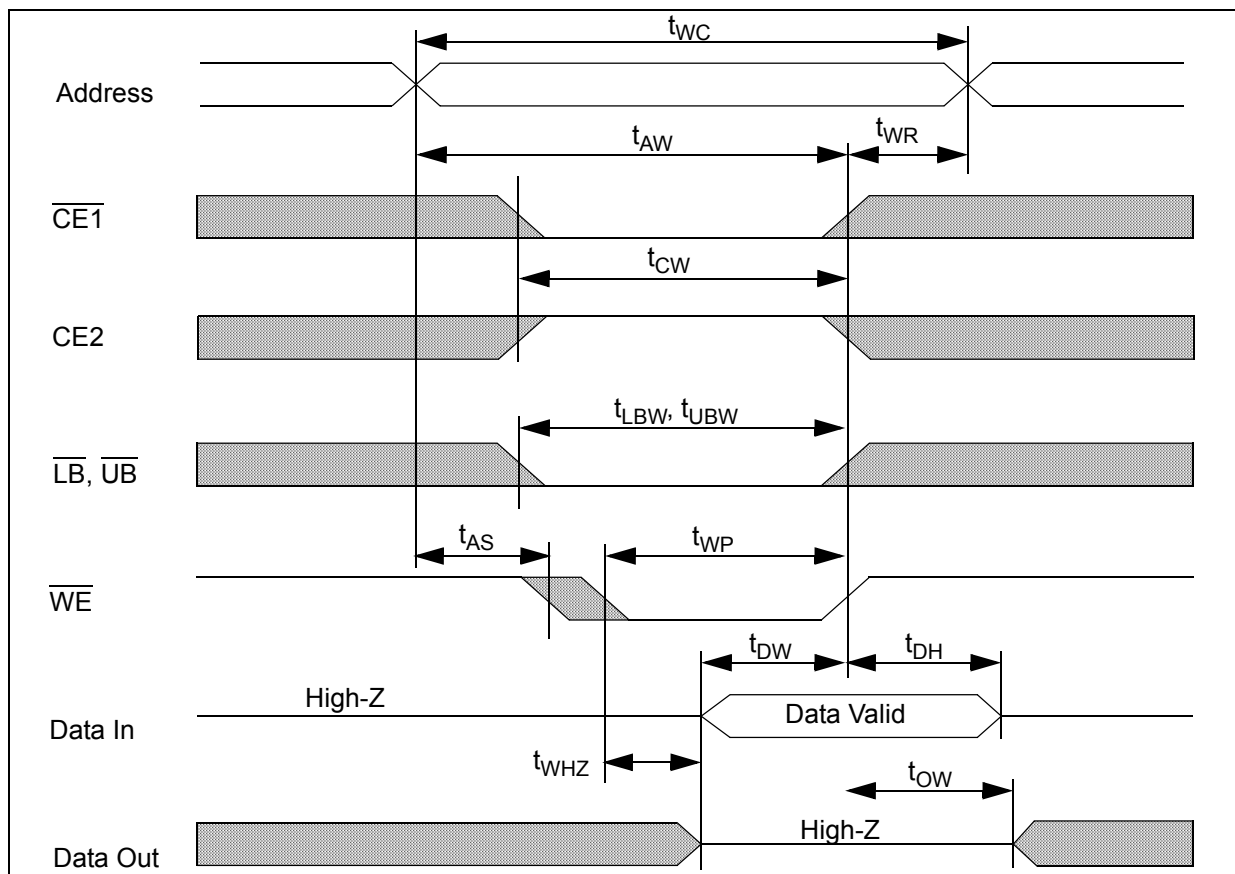 tWC
Address
tAW
tWR
CE1
tCW
CE2
tLBW, tUBW
LB, UB
tAS
tWP
WE
tDW
tDH
High-Z
Data Valid
Data In
tWHZ
tOW
High-Z
Data Out